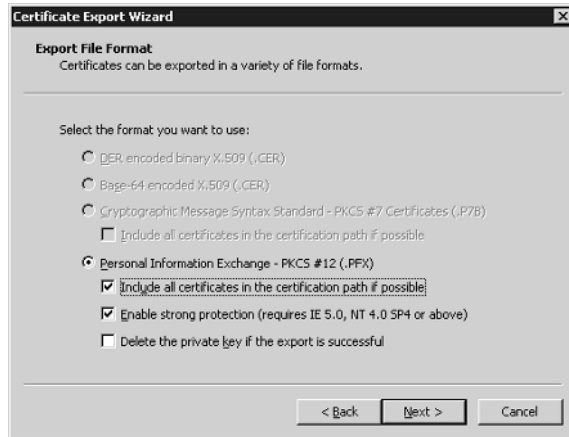 Certificate Export Wizard
Export File Format
Certificates can be exported in a variety of file formats.
Select the format you want to use:
DER encoded binary X.509 (.CER)
Base-64 encoded X.509 (.CER)
Cryptographic Message Syntax Standard - PKCS #7 Certificates (.P7B)
Include all certificates in the certification path if possible
Personal Information Exchange - PKCS #12 (.PFX)
Include all certificates in the certification path if possible
Enable strong protection (requires IE 5.0, NT 4.0 SP4 or above)
Delete the private key if the export is successful
< Back Next > Cancel